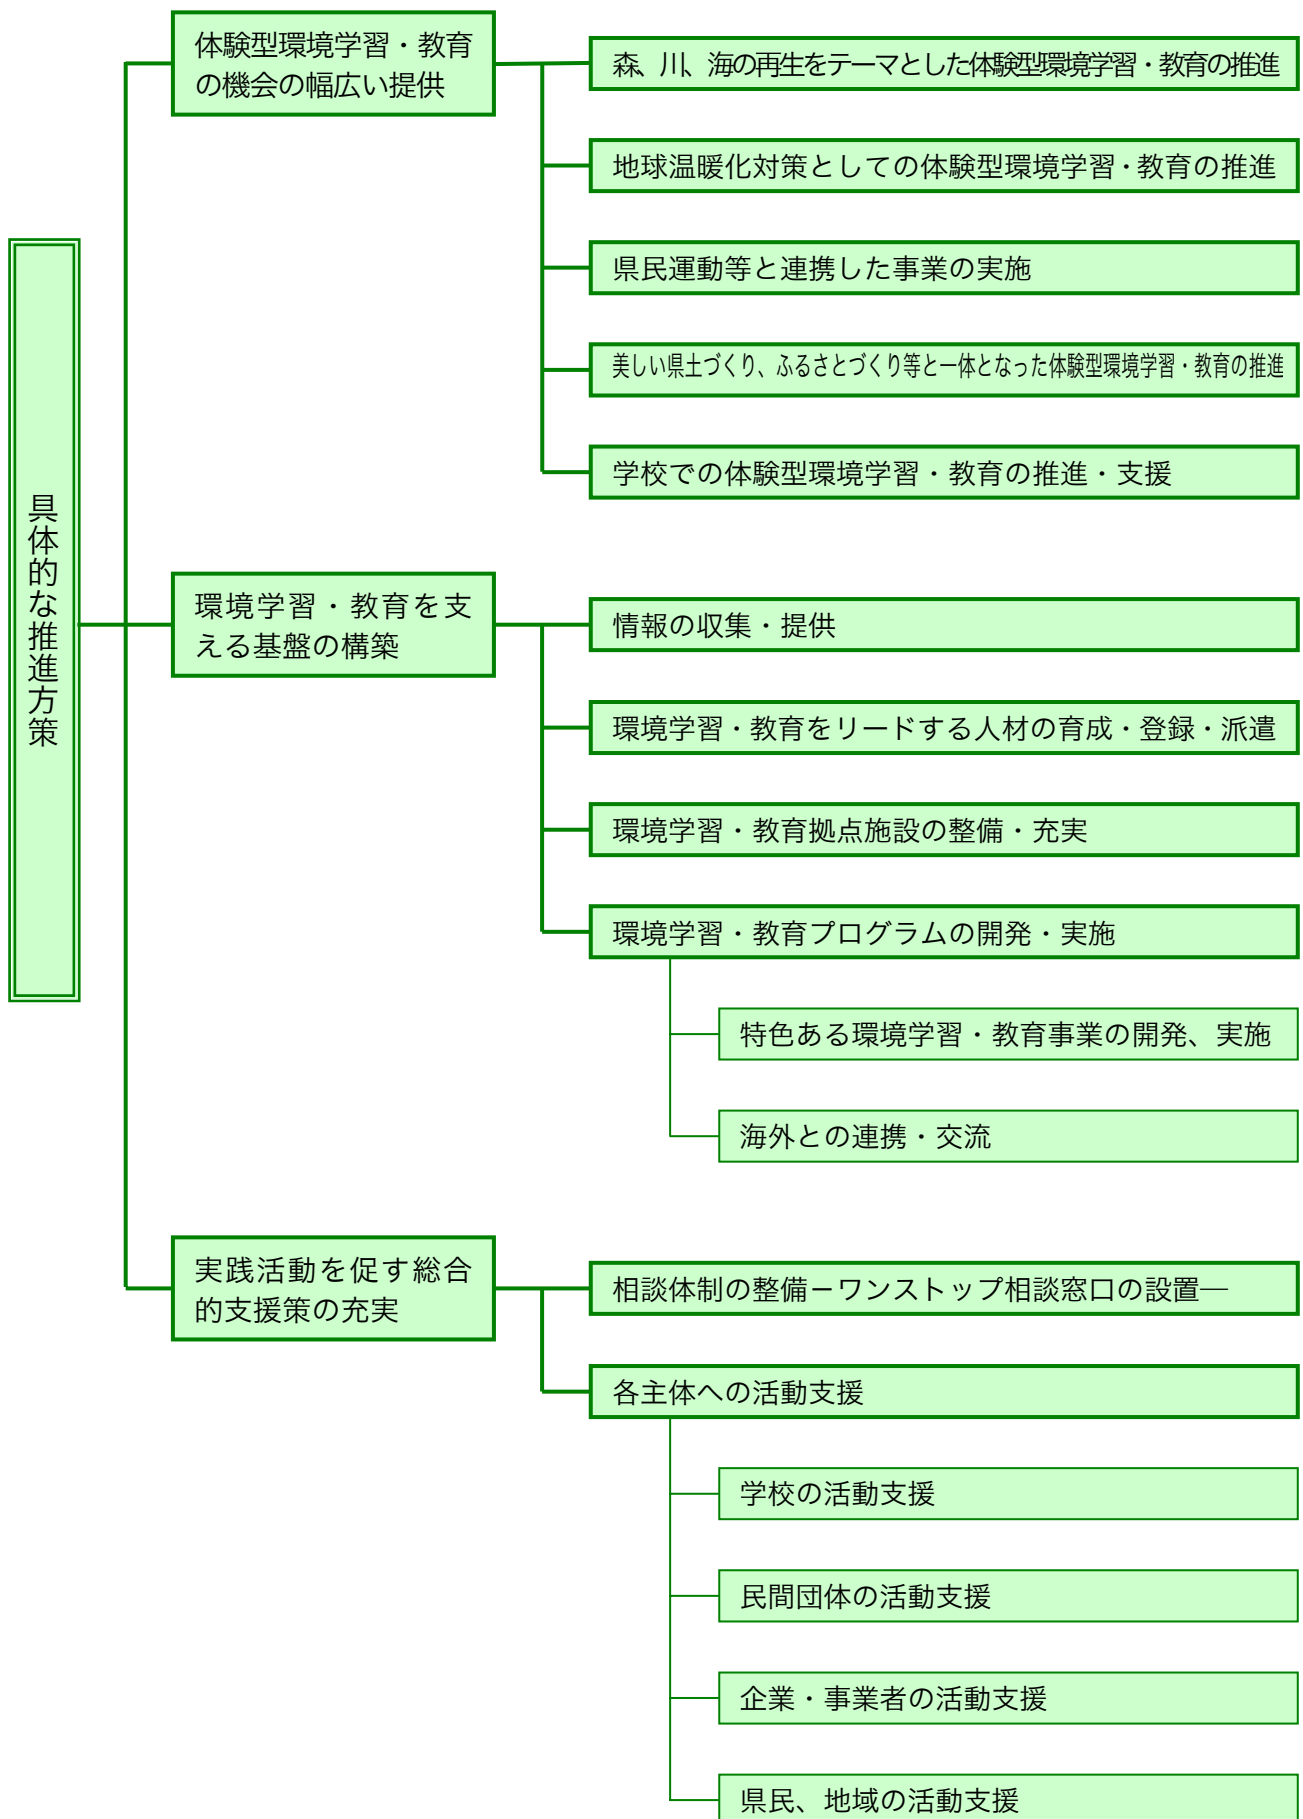 具体的な推進方策
体験型環境学習・教育
の機会の幅広い提供
森、川、海の再生をテーマとした体験型環境学習・教育の推進
地球温暖化対策としての体験型環境学習・教育の推進
県民運動等と連携した事業の実施
美しい県土づくり、ふるさとづくり等と一体となった体験型環境学習・教育の推進
学校での体験型環境学習・教育の推進・支援
環境学習・教育を支
える基盤の構築
情報の収集・提供
環境学習・教育をリードする人材の育成・登録・派遣
環境学習・教育拠点施設の整備・充実
環境学習・教育プログラムの開発・実施
特色ある環境学習・教育事業の開発、実施
海外との連携・交流
実践活動を促す総合
的支援策の充実
相談体制の整備－ワンストップ相談窓口の設置―
各主体への活動支援
学校の活動支援
民間団体の活動支援
企業・事業者の活動支援
県民、地域の活動支援